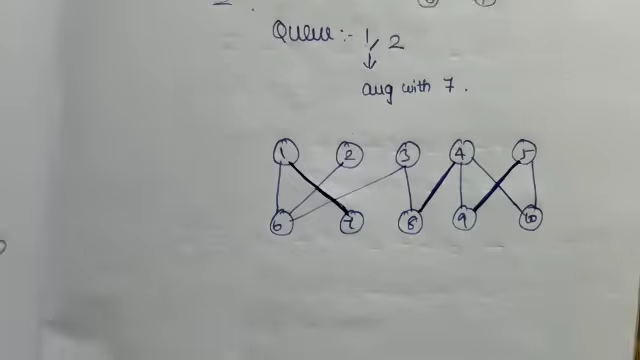 Queue :- 1, 2
↓
aug with 7.
1 2 3 4 5
6 7 8 9 10